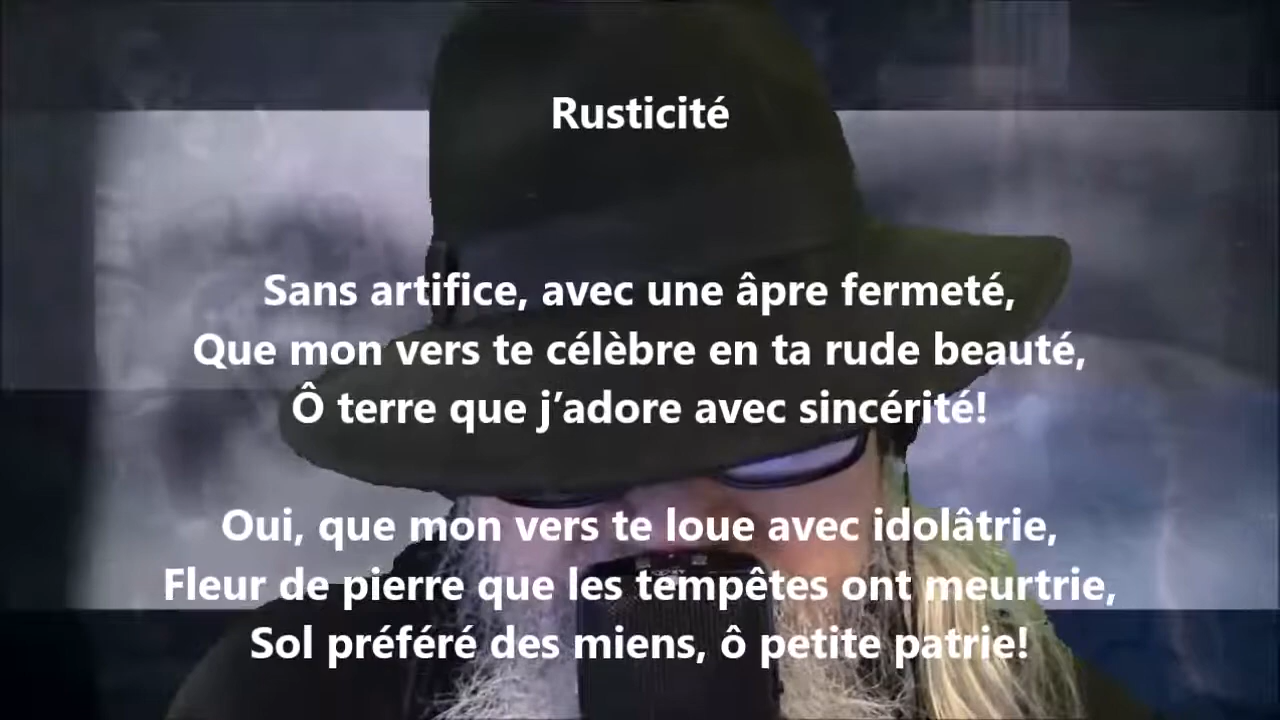 Rusticité
Sans artifice, avec une âpre fermeté,
Que mon vers te célèbre en ta rude beauté,
Ô terre que j’adore avec sincérité!
Oui, que mon vers te loue avec idolâtrie,
Fleur de pierre que les tempêtes ont meurtrie,
Sol préféré des miens, ô petite patrie!